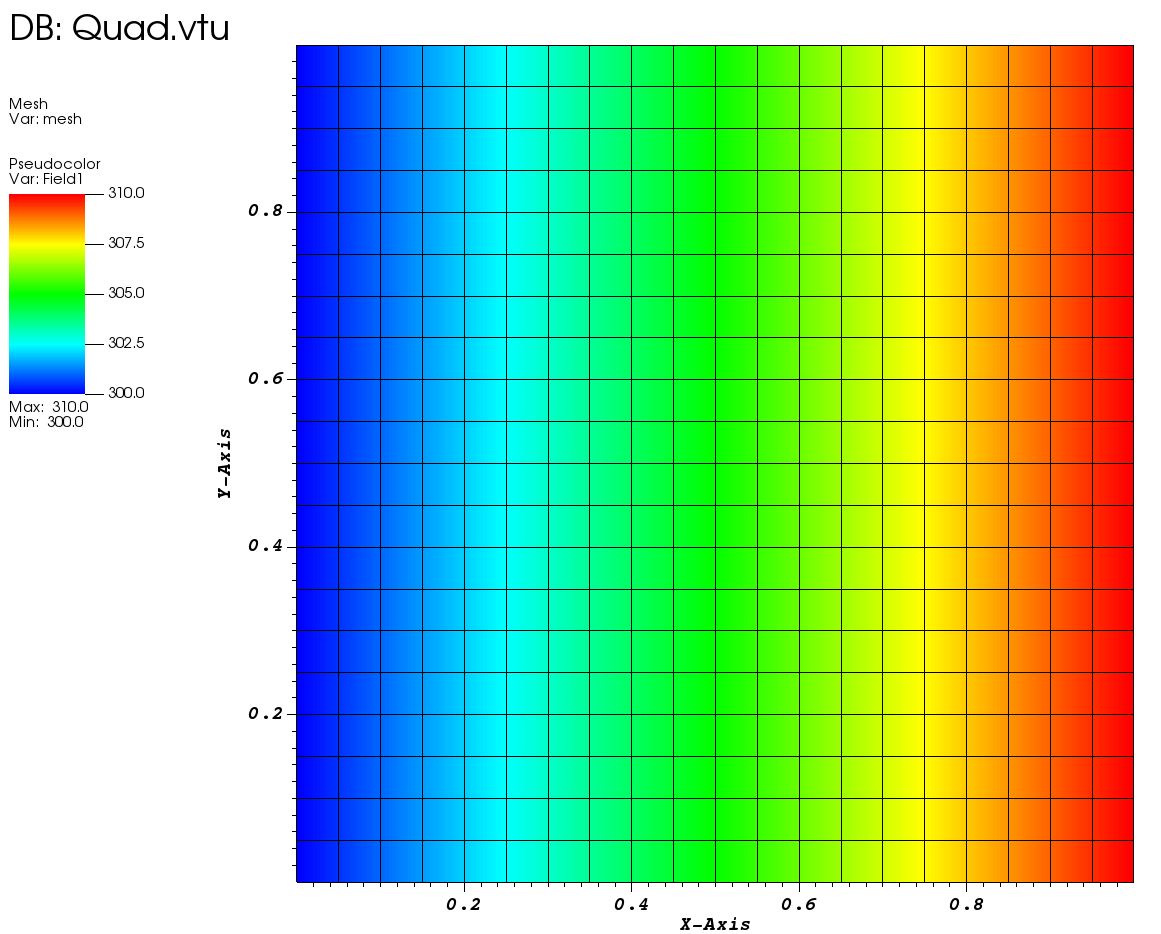 DB: Quad.vtu
Mesh
Var: mesh
Pseudocolor
Var: Field1
310.0
307.5
305.0
302.5
300.0
Max: 310.0
Min: 300.0
Y-Axis
0.8
0.6
0.4
0.2
0.2 0.4 0.6 0.8
X-Axis